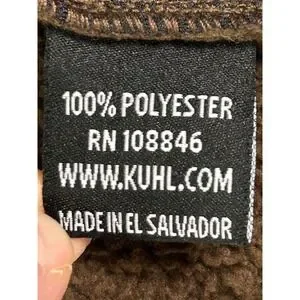 100% POLYESTER
RN 108846
WWW.KUHL.COM
MADE IN EL SALVADOR